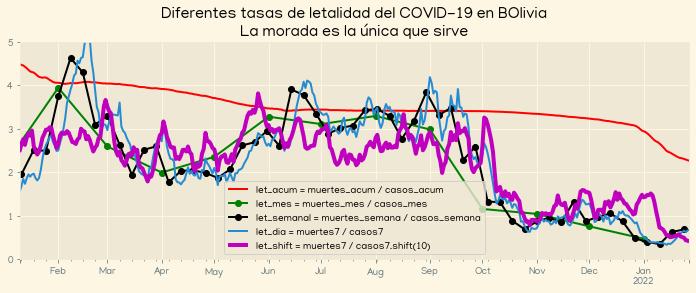 Diferentes tasas de letalidad del COVID-19 en BOlivia
La morada es la única que sirve
5
4
3
2
1
0
let_acum = muertes_acum / casos_acum
let_mes = muertes_mes / casos_mes
let_semanal = muertes_semana / casos_semana
let_dia = muertes7 / casos7
let_shift = muertes7 / casos7.shift(10)
Feb Mar Apr May Jun Jul Aug Sep Oct Nov Dec Jan
2022